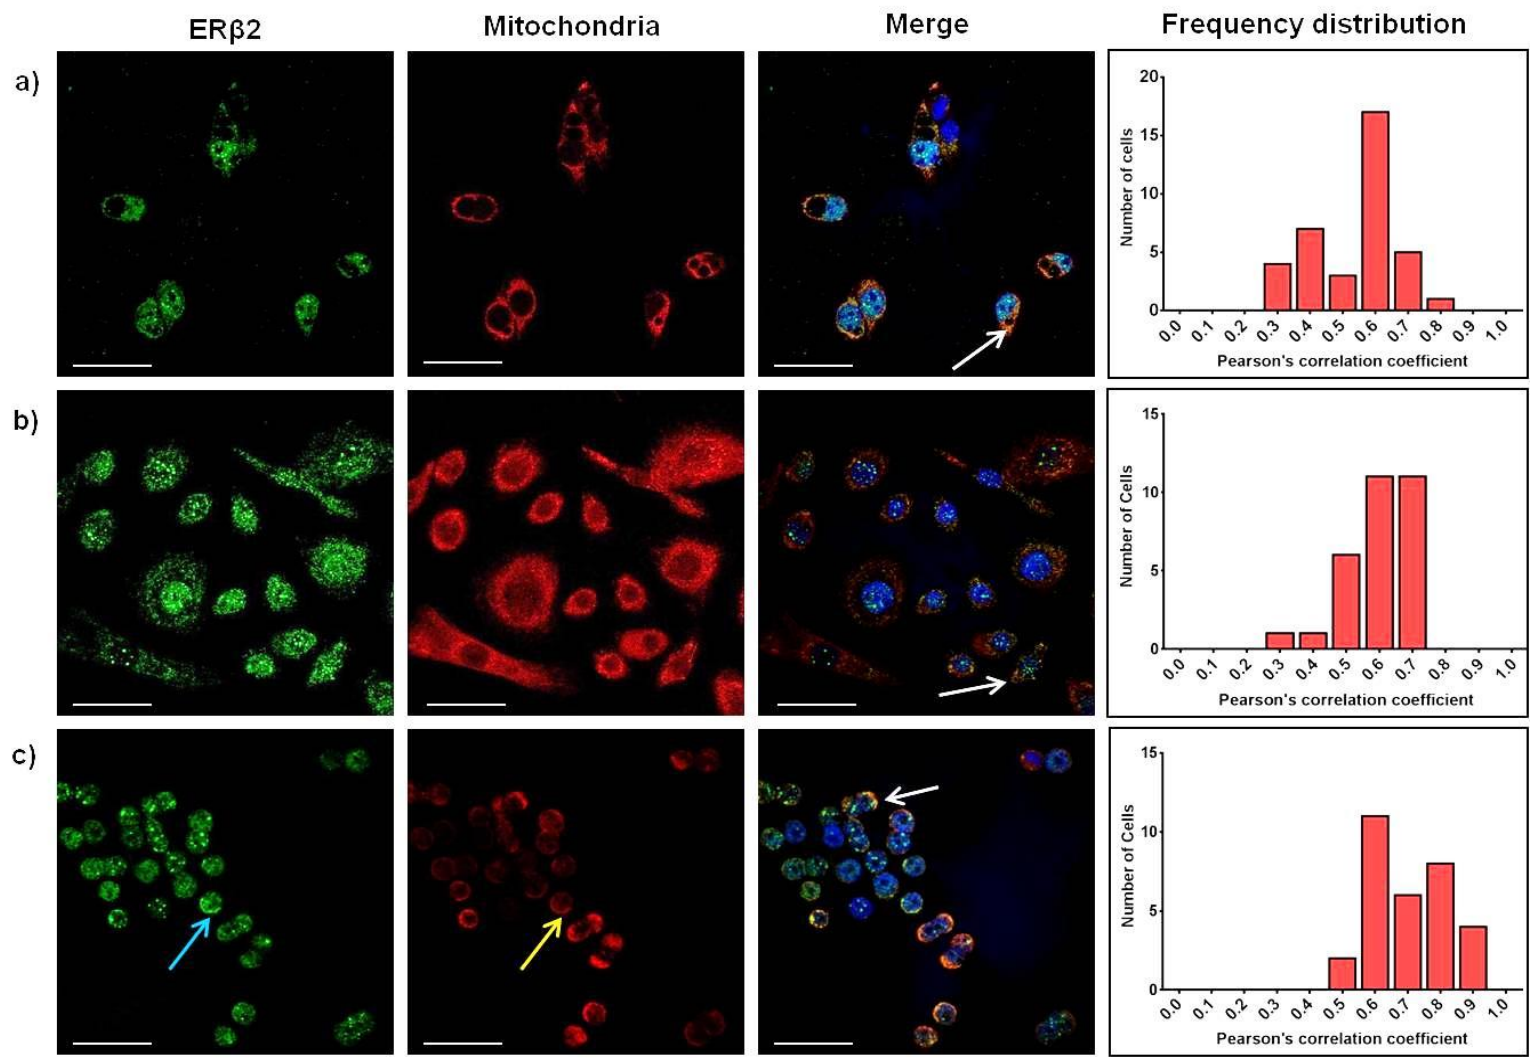 ERβ2 Mitochondria Merge Frequency distribution
a)
20
15
10
5
0
Number of cells
0.0 0.1 0.2 0.3 0.4 0.5 0.6 0.7 0.8 0.9 1.0
Pearson's correlation coefficient
b)
15
10
5
0
Number of Cells
0.0 0.1 0.2 0.3 0.4 0.5 0.6 0.7 0.8 0.9 1.0
Pearson's correlation coefficient
c)
15
10
5
0
Number of Cells
0.0 0.1 0.2 0.3 0.4 0.5 0.6 0.7 0.8 0.9 1.0
Pearson's correlation coefficient